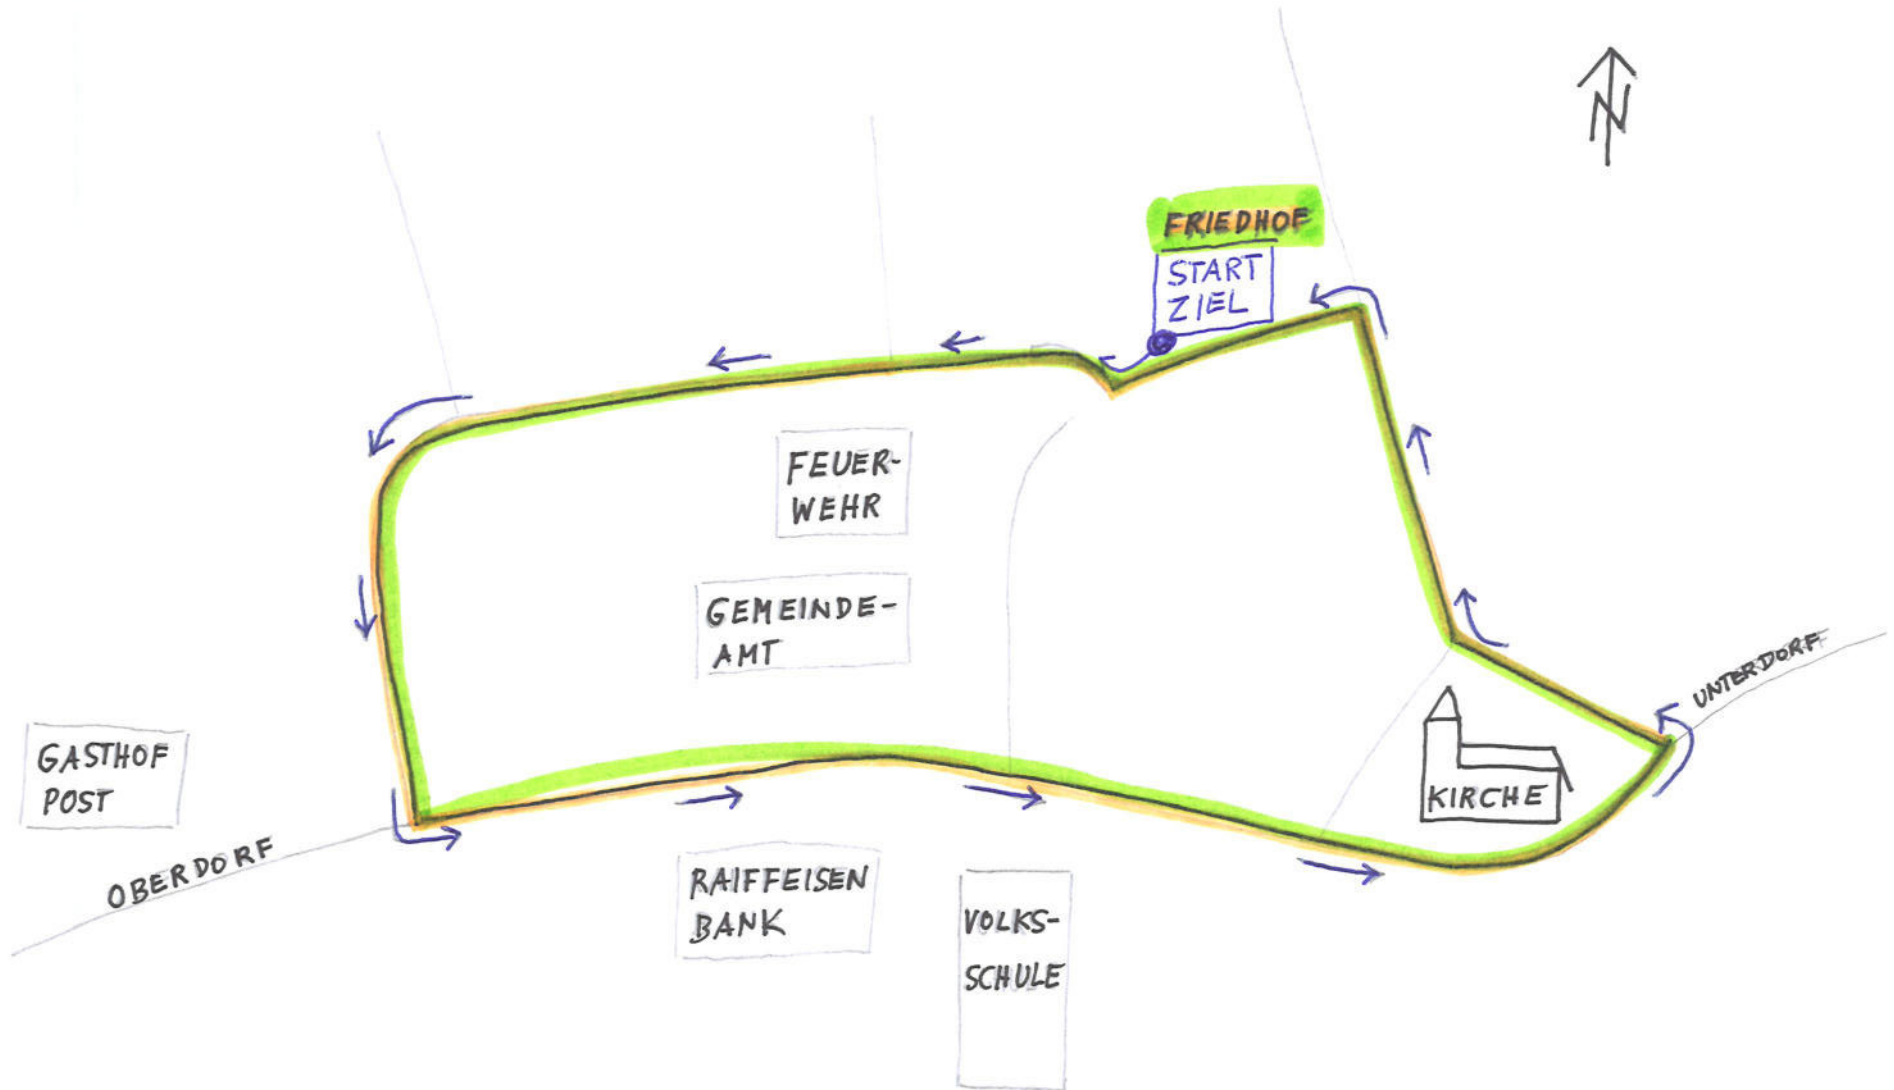 N
FRIEDHOF
START
ZIEL
FEUER-
WEHR
GEMEINDE-
AMT
UNTERDORF
GASTHOF
POST
KIRCHE
OBERDORF
RAIFFEISEN
BANK
VOLKS-
SCHULE